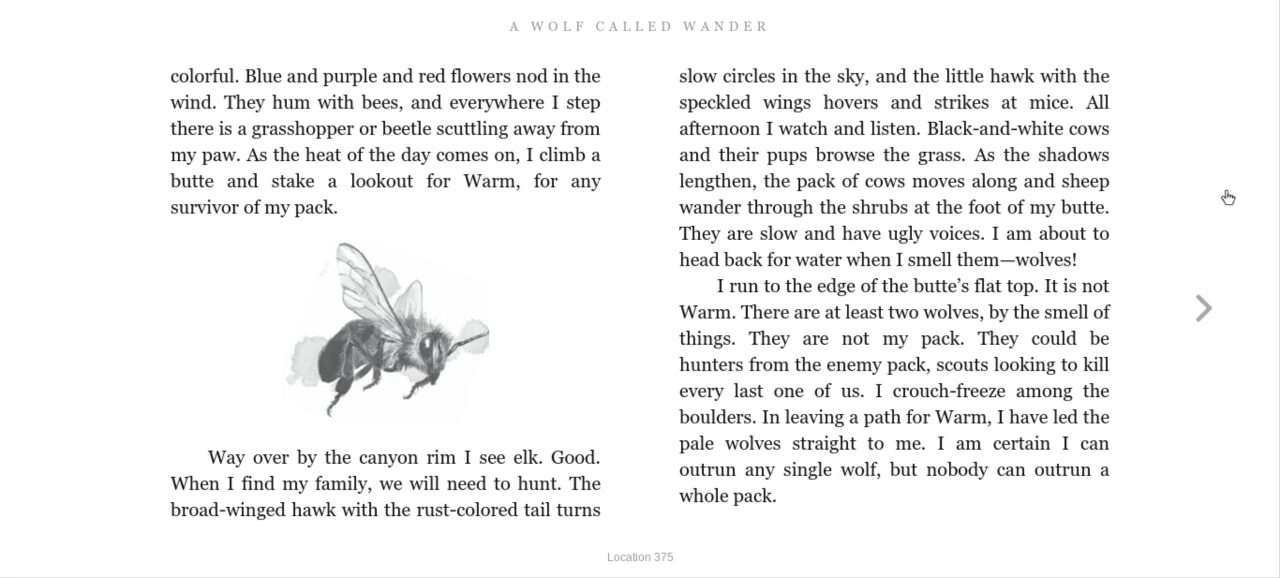 A WOLF CALLED WANDER
colorful. Blue and purple and red flowers nod in the
wind. They hum with bees, and everywhere I step
there is a grasshopper or beetle scuttling away from
my paw. As the heat of the day comes on, I climb a
butte and stake a lookout for Warm, for any
survivor of my pack.
Way over by the canyon rim I see elk. Good.
When I find my family, we will need to hunt. The
broad-winged hawk with the rust-colored tail turns
slow circles in the sky, and the little hawk with the
speckled wings hovers and strikes at mice. All
afternoon I watch and listen. Black-and-white cows
and their pups browse the grass. As the shadows
lengthen, the pack of cows moves along and sheep
wander through the shrubs at the foot of my butte.
They are slow and have ugly voices. I am about to
head back for water when I smell them—wolves!
I run to the edge of the butte’s flat top. It is not
Warm. There are at least two wolves, by the smell of
things. They are not my pack. They could be
hunters from the enemy pack, scouts looking to kill
every last one of us. I crouch-freeze among the
boulders. In leaving a path for Warm, I have led the
pale wolves straight to me. I am certain I can
outrun any single wolf, but nobody can outrun a
whole pack.
Location 375